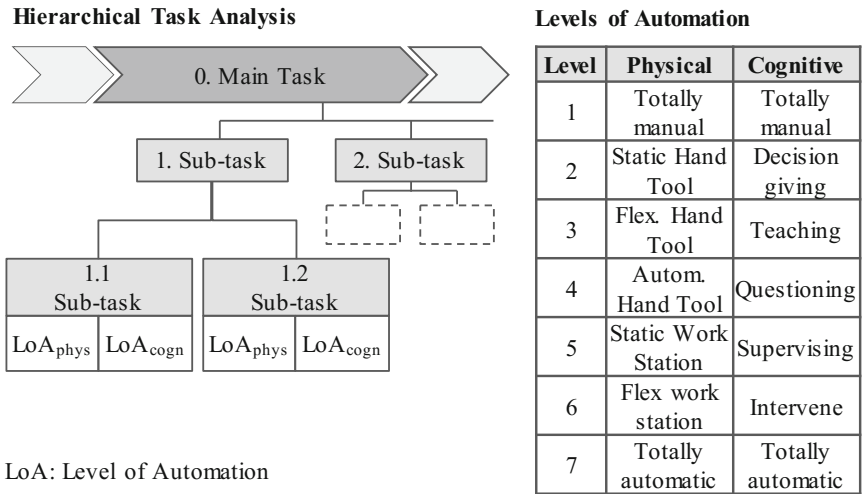 Hierarchical Task Analysis
0. Main Task
1. Sub-task
2. Sub-task
1.1
Sub-task
1.2
Sub-task
LoAphys
LoAcogn
LoAphys
LoAcogn
LoA: Level of Automation
Levels of Automation
Level Physical Cognitive
1 Totally manual Totally manual
2 Static Hand Tool Decision giving
3 Flex. Hand Tool Teaching
4 Autom. Hand Tool Questioning
5 Static Work Station Supervising
6 Flex work station Intervene
7 Totally automatic Totally automatic